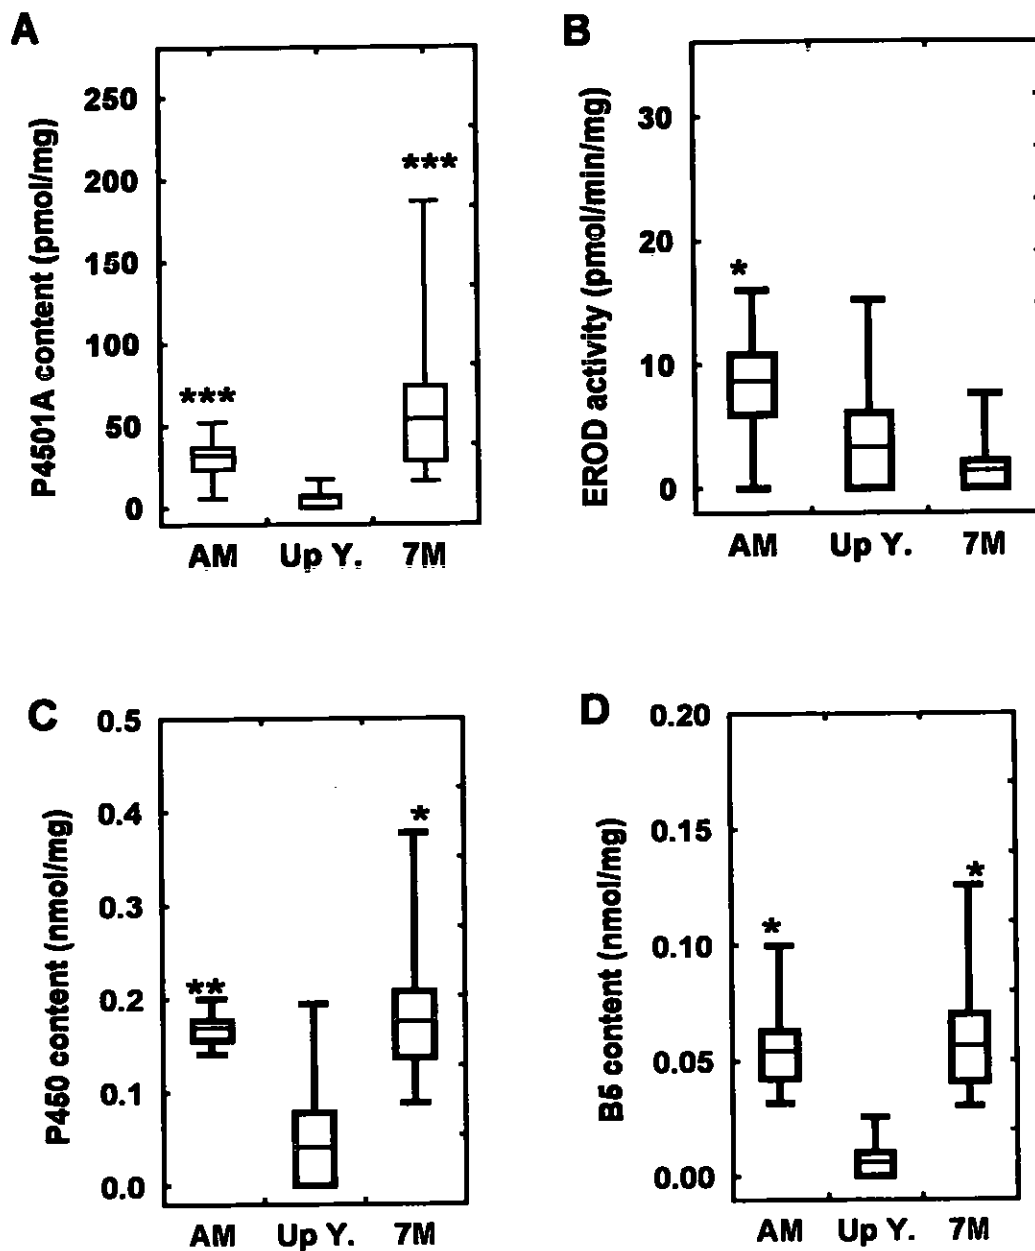 A
P4501A content (pmol/mg)
250
200
150
100
50
0
***
***
AM Up Y. 7M
B
EROD activity (pmol/min/mg)
30
20
10
0
*
AM Up Y. 7M
C
P450 content (nmol/mg)
0.5
0.4
0.3
0.2
0.1
0.0
**
*
AM Up Y. 7M
D
B5 content (nmol/mg)
0.20
0.15
0.10
0.05
0.00
*
*
AM Up Y. 7M